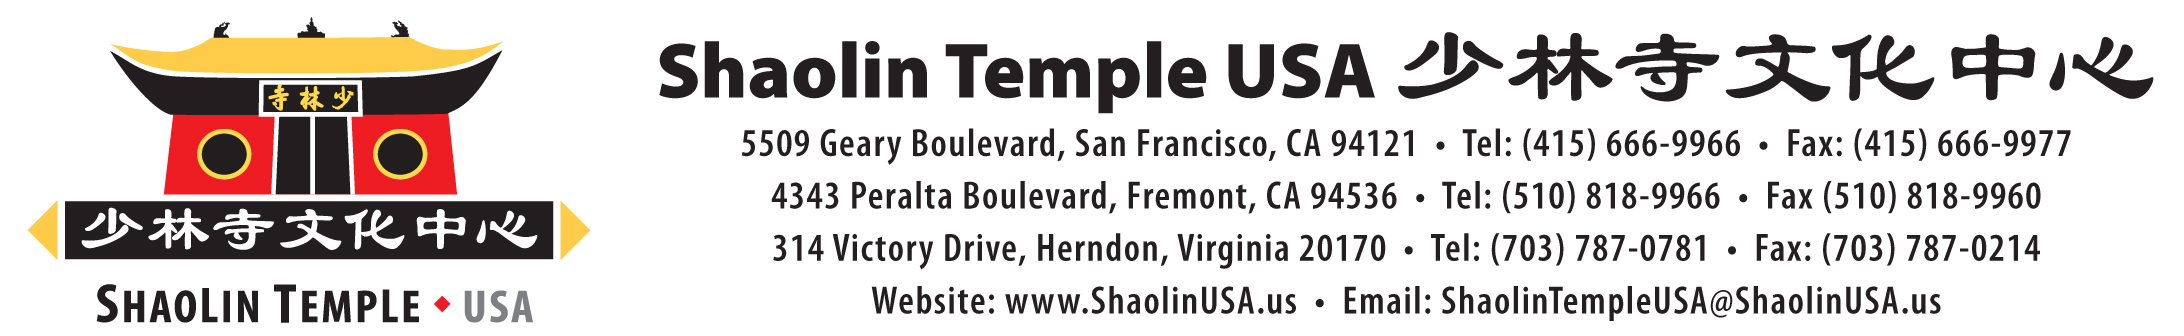 寺林少
少林寺文化中心
SHAOLIN TEMPLE ◆ USA
Shaolin Temple USA 少林寺文化中心
5509 Geary Boulevard, San Francisco, CA 94121 • Tel: (415) 666-9966 • Fax: (415) 666-9977
4343 Peralta Boulevard, Fremont, CA 94536 • Tel: (510) 818-9966 • Fax (510) 818-9960
314 Victory Drive, Herndon, Virginia 20170 • Tel: (703) 787-0781 • Fax: (703) 787-0214
Website: www.ShaolinUSA.us • Email: ShaolinTempleUSA@ShaolinUSA.us